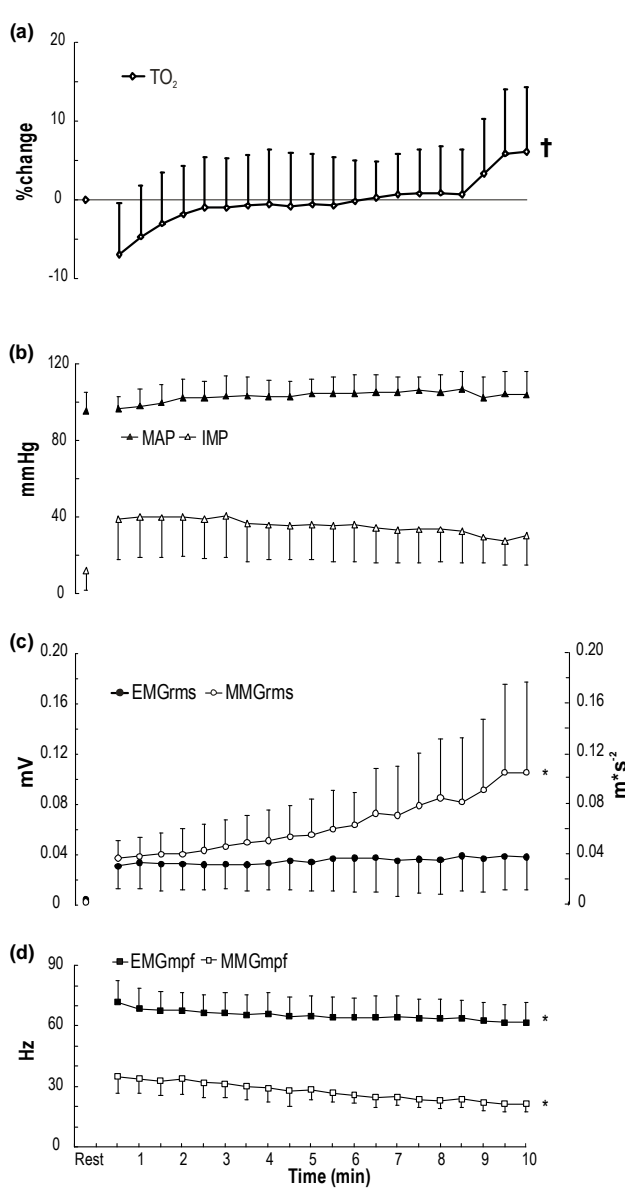 (a)
20
10
0
-10
%change
TO2
†
(b)
120
80
40
0
mmHg
MAP IMP
(c)
0.20
0.16
0.12
0.08
0.04
0
mV
EMGrms MMGrms
0.20
0.16
0.12
0.08
0.04
0
m*s-2
*
(d)
90
60
30
0
Hz
EMGmpf MMGmpf
*
*
Rest 1 2 3 4 5 6 7 8 9 10
Time (min)